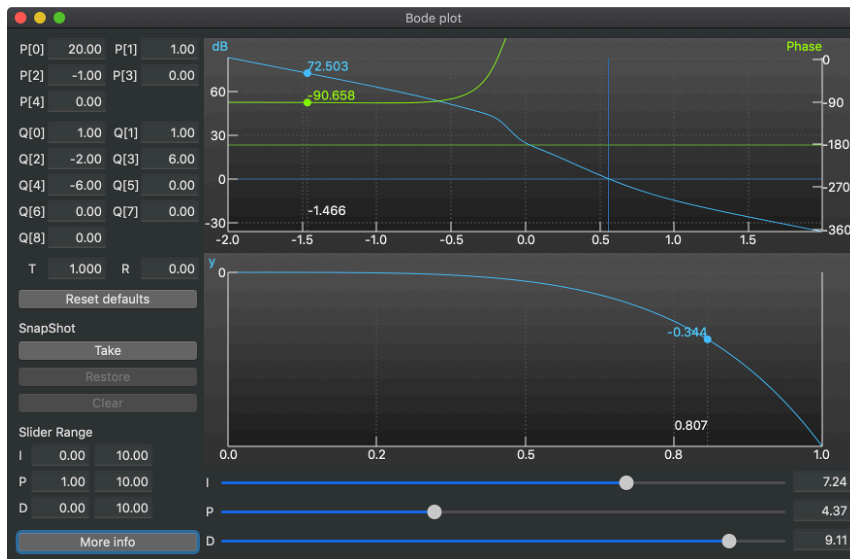 Bode plot
P[0] 20.00 P[1] 1.00
P[2] -1.00 P[3] 0.00
P[4] 0.00
Q[0] 1.00 Q[1] 1.00
Q[2] -2.00 Q[3] 6.00
Q[4] -6.00 Q[5] 0.00
Q[6] 0.00 Q[7] 0.00
Q[8] 0.00
T 1.000 R 0.00
Reset defaults
SnapShot
Take
Restore
Clear
Slider Range
I 0.00 10.00
P 1.00 10.00
D 0.00 10.00
More info
dB Phase
72.503
0
60
-90.658
-90
30
-180
0
-270
-1.466
-30
-360
-2.0 -1.5 -1.0 -0.5 0.0 0.5 1.0 1.5
y
0
-0.344
0.807
0.0 0.2 0.5 0.8 1.0
I 7.24
P 4.37
D 9.11